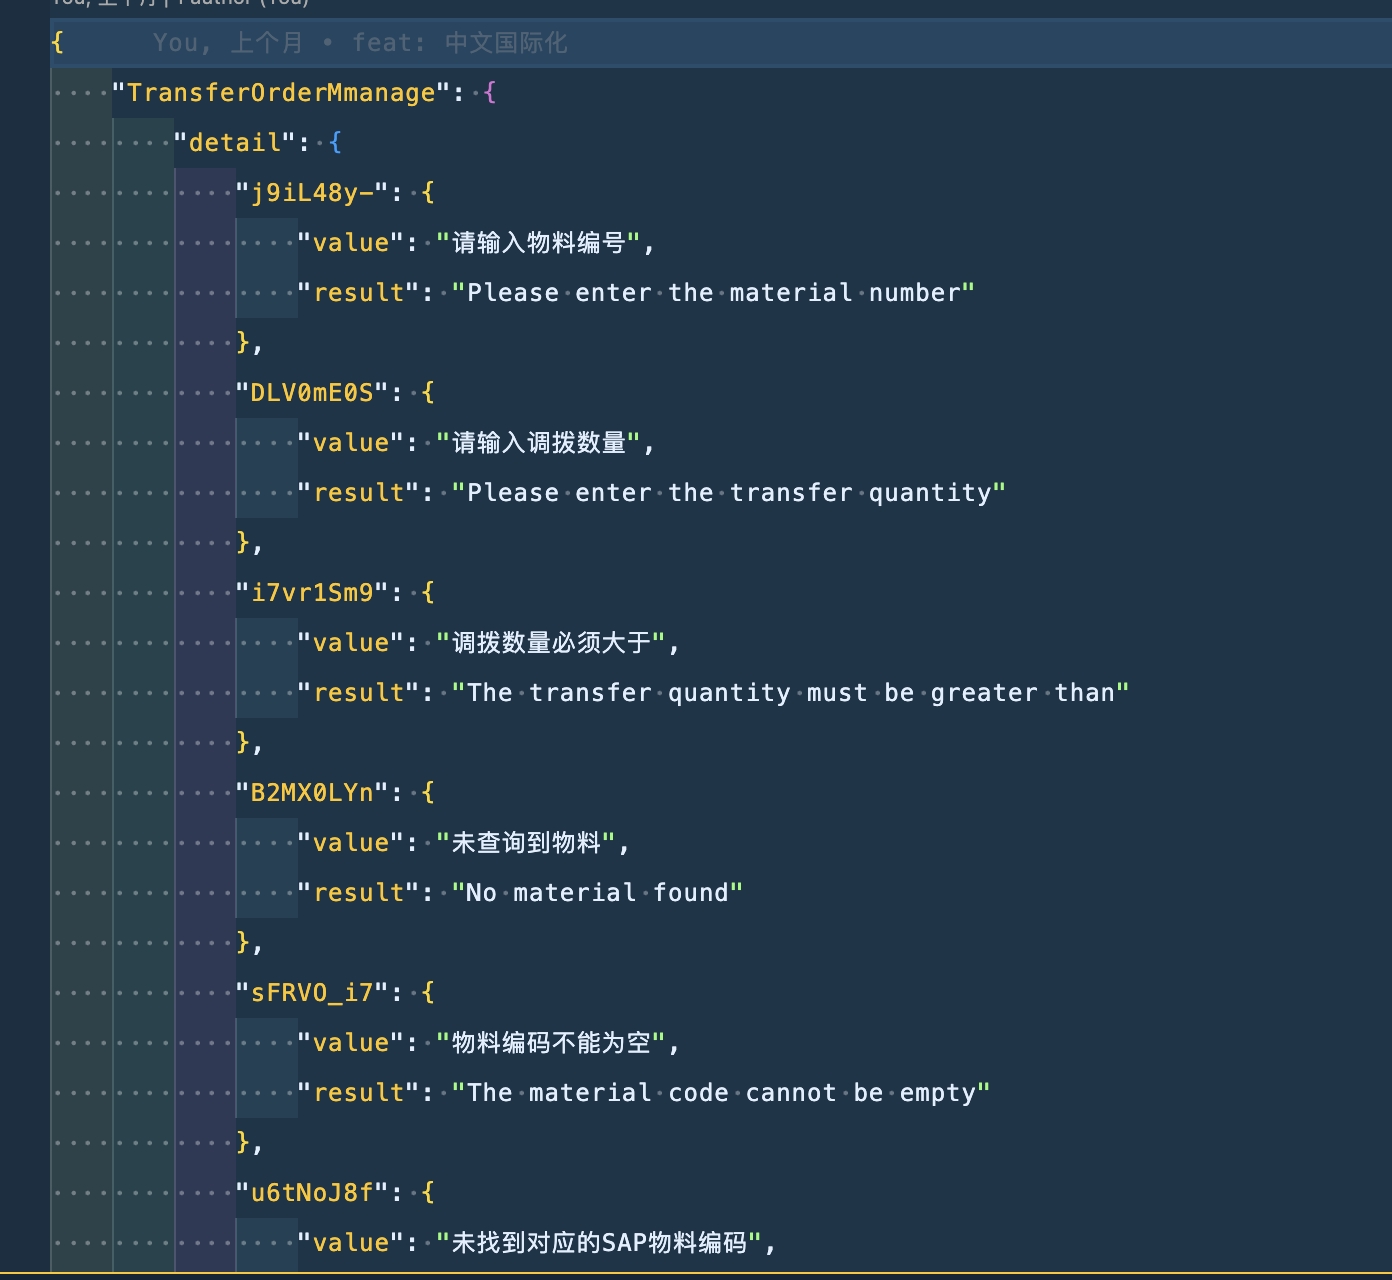 You, 上个月 | 1 author (You)
{ You, 上个月 • feat: 中文国际化
"TransferOrderMmanage": {
"detail": {
"j9iL48y-": {
"value": "请输入物料编号",
"result": "Please enter the material number"
},
"DLV0mE0S": {
"value": "请输入调拨数量",
"result": "Please enter the transfer quantity"
},
"i7vr1Sm9": {
"value": "调拨数量必须大于",
"result": "The transfer quantity must be greater than"
},
"B2MX0LYn": {
"value": "未查询到物料",
"result": "No material found"
},
"sFRVO_i7": {
"value": "物料编码不能为空",
"result": "The material code cannot be empty"
},
"u6tNoJ8f": {
"value": "未找到对应的SAP物料编码",